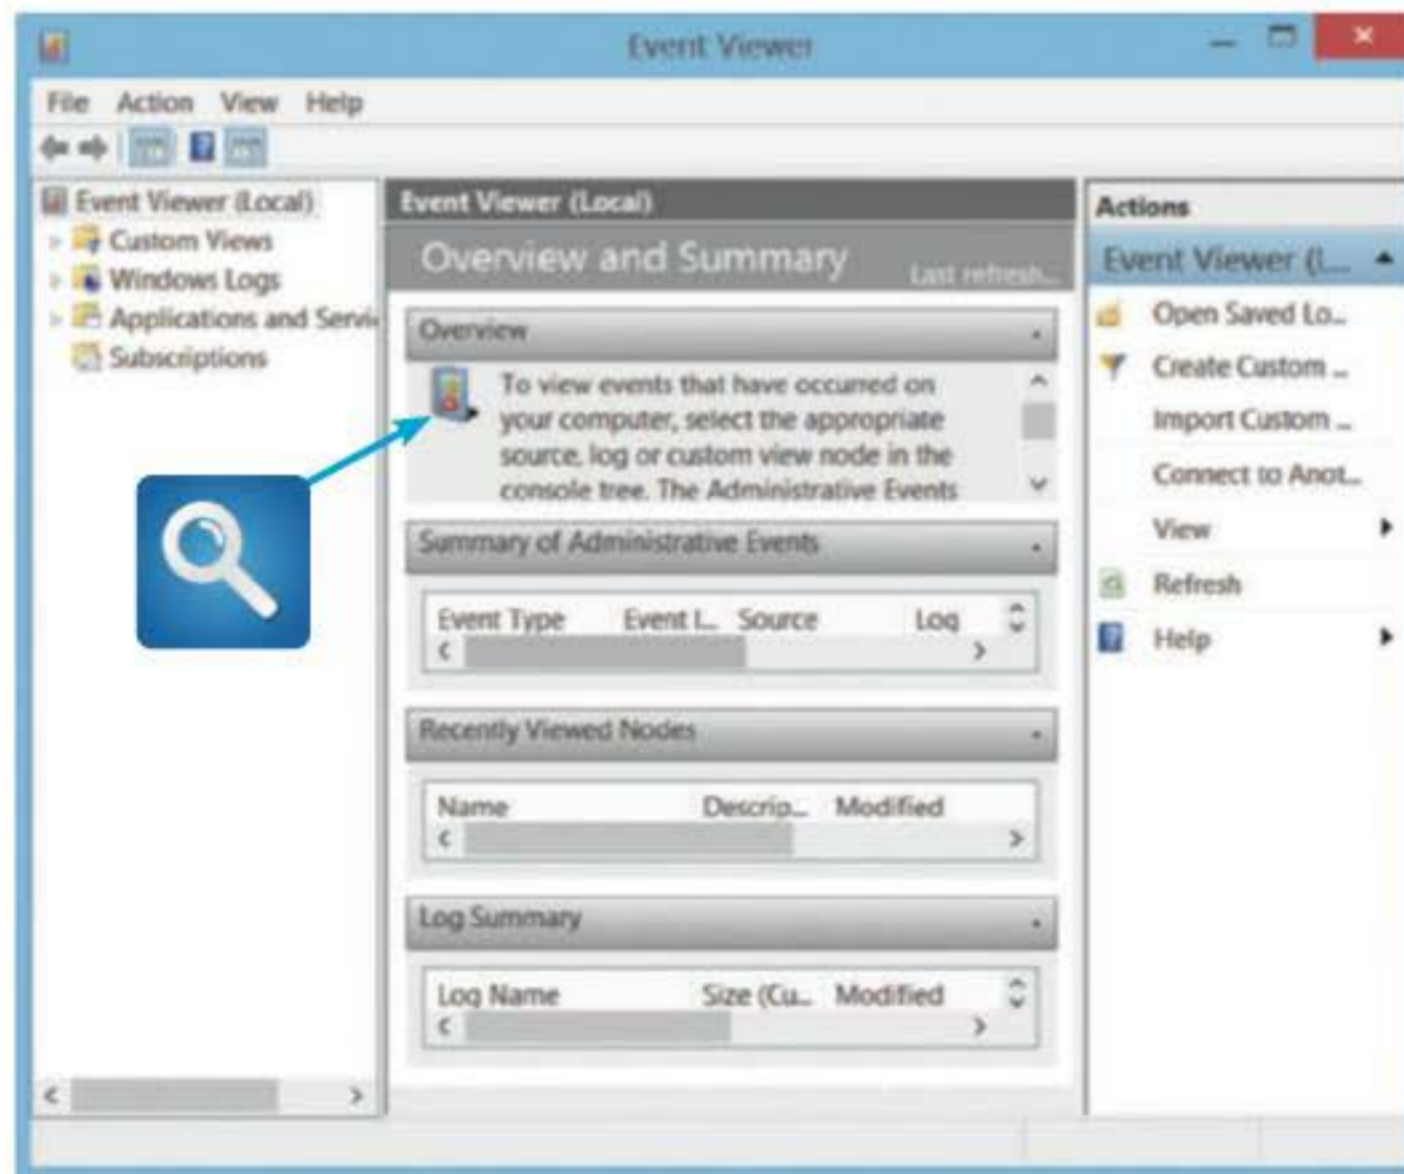 Event Viewer
File Action View Help
Event Viewer (Local)
Custom Views
Windows Logs
Applications and Servi
Subscriptions
Event Viewer (Local)
Overview and Summary
Last refresh...
Overview
To view events that have occurred on
your computer, select the appropriate
source, log or custom view node in the
console tree. The Administrative Events
Summary of Administrative Events
Event Type Event I... Source Log
Recently Viewed Nodes
Name Descrip... Modified
Log Summary
Log Name Size (Cu... Modified
Actions
Event Viewer (L...
Open Saved Lo...
Create Custom ...
Import Custom ...
Connect to Anot...
View
Refresh
Help